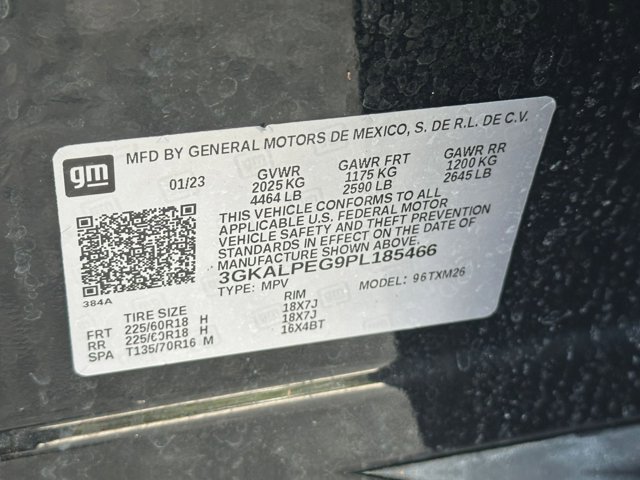 gm
MFD BY GENERAL MOTORS DE MEXICO, S. DE R.L. DE C.V.
01/23 GVWR GAWR FRT GAWR RR
2025 KG 1175 KG 1200 KG
4464 LB 2590 LB 2645 LB
THIS VEHICLE CONFORMS TO ALL
APPLICABLE U.S. FEDERAL MOTOR
VEHICLE SAFETY AND THEFT PREVENTION
STANDARDS IN EFFECT ON THE DATE OF
MANUFACTURE SHOWN ABOVE.
3GKALPEG9PL185466
TYPE: MPV MODEL: 96TXM26
384A
TIRE SIZE RIM
FRT 225/60R18 H 18X7J
RR 225/60R18 H 18X7J
SPA T135/70R16 M 16X4BT